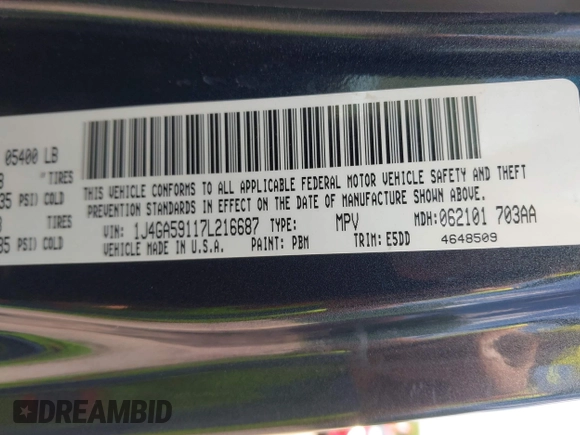 05400 LB
TIRES
35 PSI) COLD
TIRES
35 PSI) COLD
THIS VEHICLE CONFORMS TO ALL APPLICABLE FEDERAL MOTOR VEHICLE SAFETY AND THEFT
PREVENTION STANDARDS IN EFFECT ON THE DATE OF MANUFACTURE SHOWN ABOVE.
VIN: 1J4GA59117L216687 TYPE: MPV MDH: 062101 703AA
VEHICLE MADE IN U.S.A. PAINT: PBM TRIM: E5DD 4648509
DREAMBID